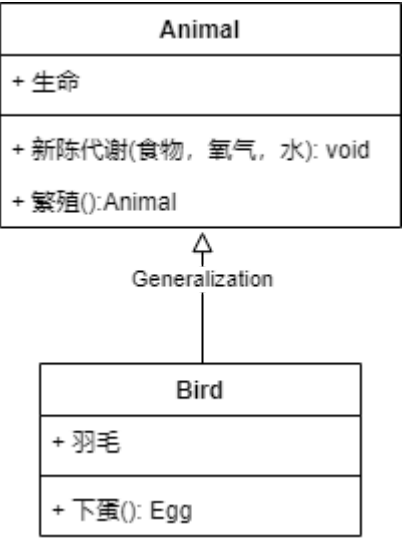 Animal
+ 生命
+ 新陈代谢(食物，氧气，水): void
+ 繁殖():Animal
Generalization
Bird
+ 羽毛
+ 下蛋(): Egg